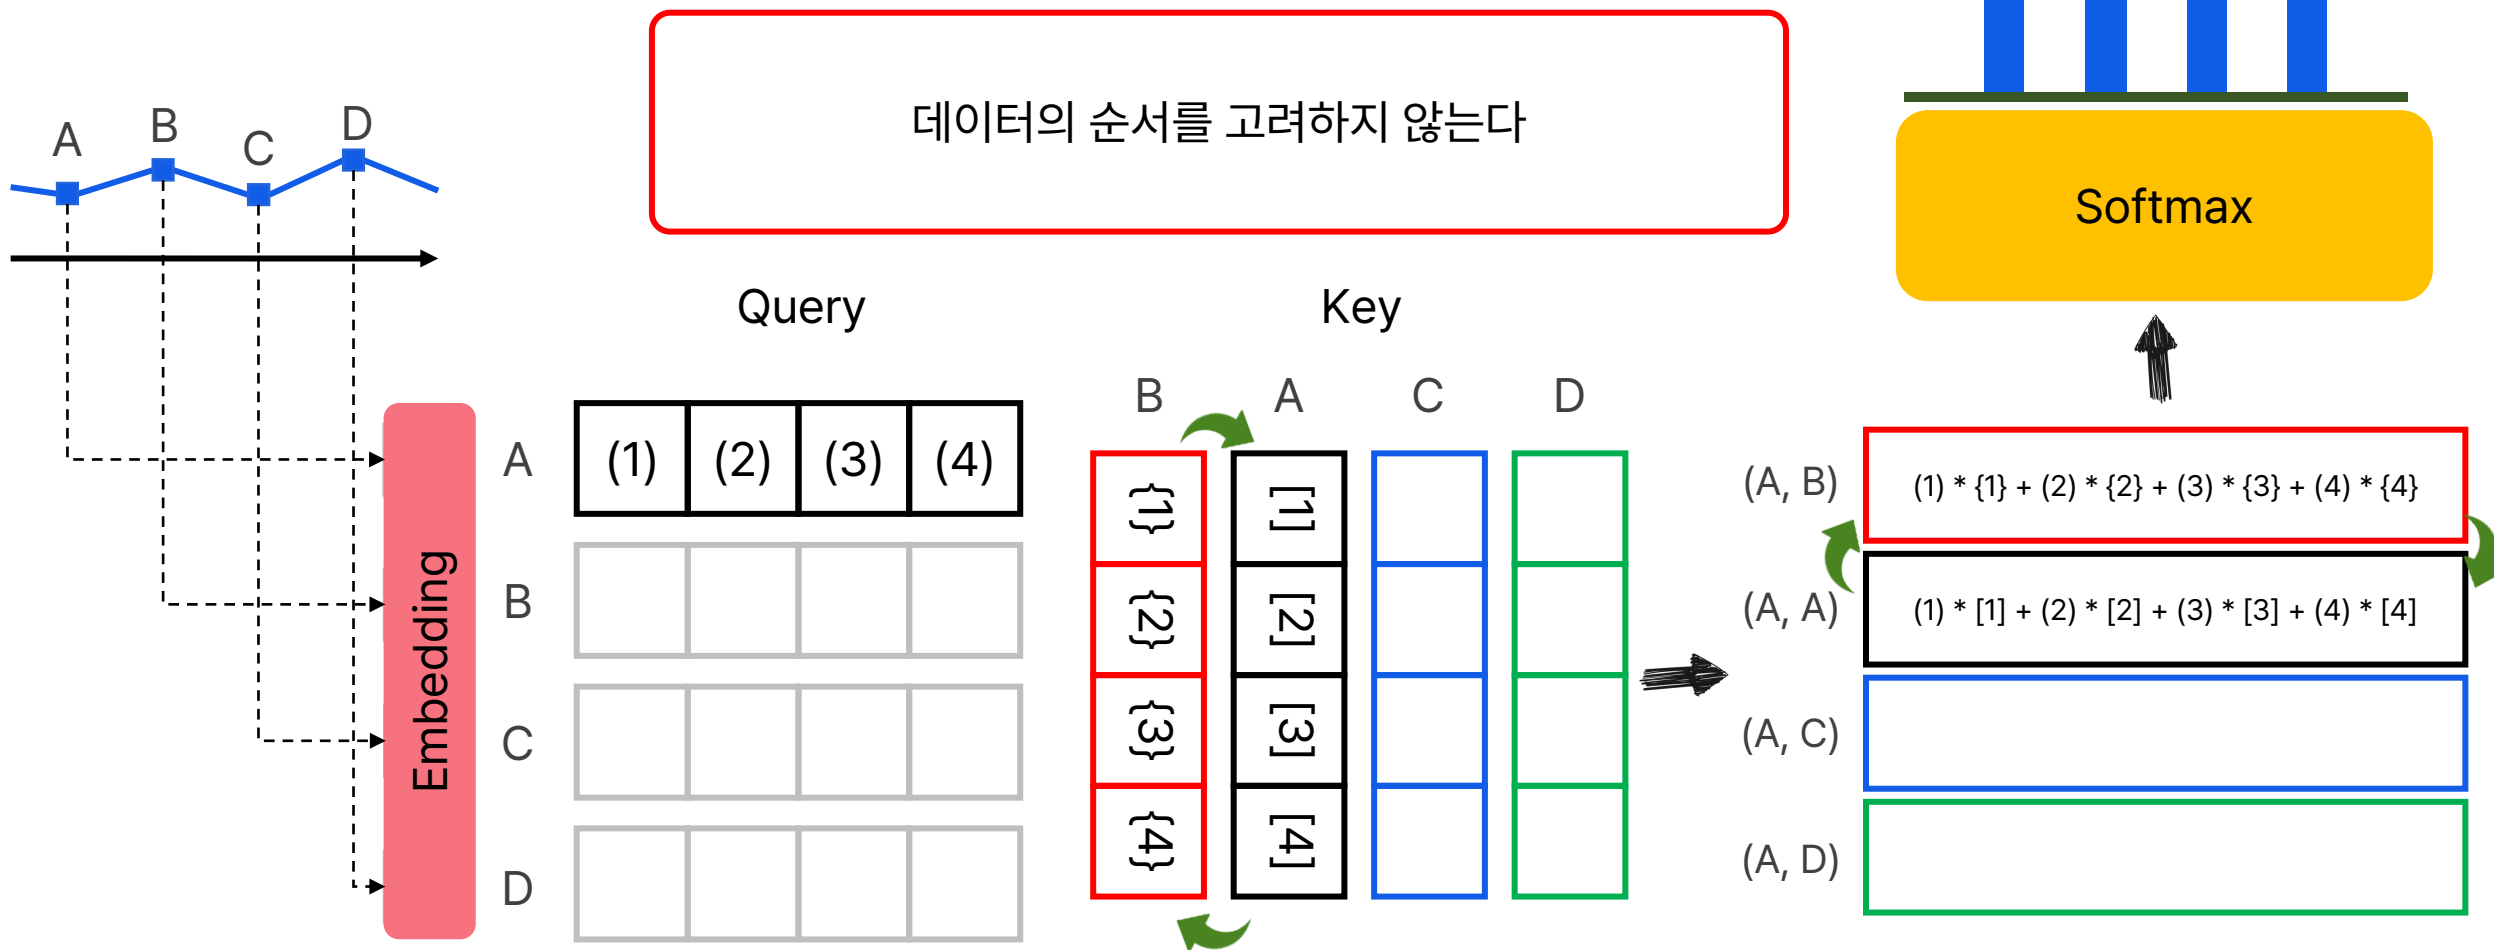 데이터의 순서를 고려하지 않는다
A
B
C
D
Softmax
Query
Key
Embedding
A
(1) (2) (3) (4)
B
C
D
B A C D
{1} [1]
{2} [2]
{3} [3]
{4} [4]
(A, B) (1) * {1} + (2) * {2} + (3) * {3} + (4) * {4}
(A, A) (1) * [1] + (2) * [2] + (3) * [3] + (4) * [4]
(A, C)
(A, D)